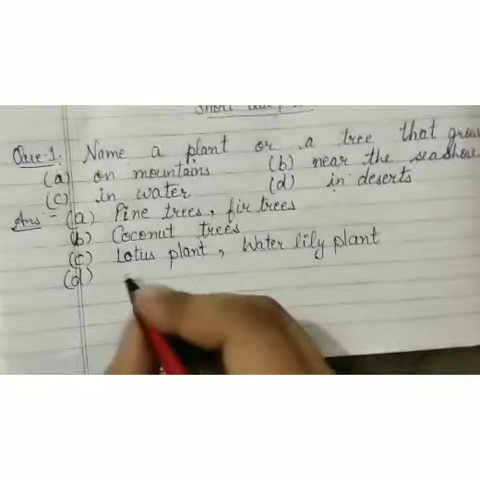 Que·1. Name a plant or a tree that grow
(a) on mountains (b) near the seashore
(c) in water (d) in deserts
Ans:- (a) Pine trees, fir trees
(b) Coconut trees
(c) Lotus plant, Water lily plant
(d)